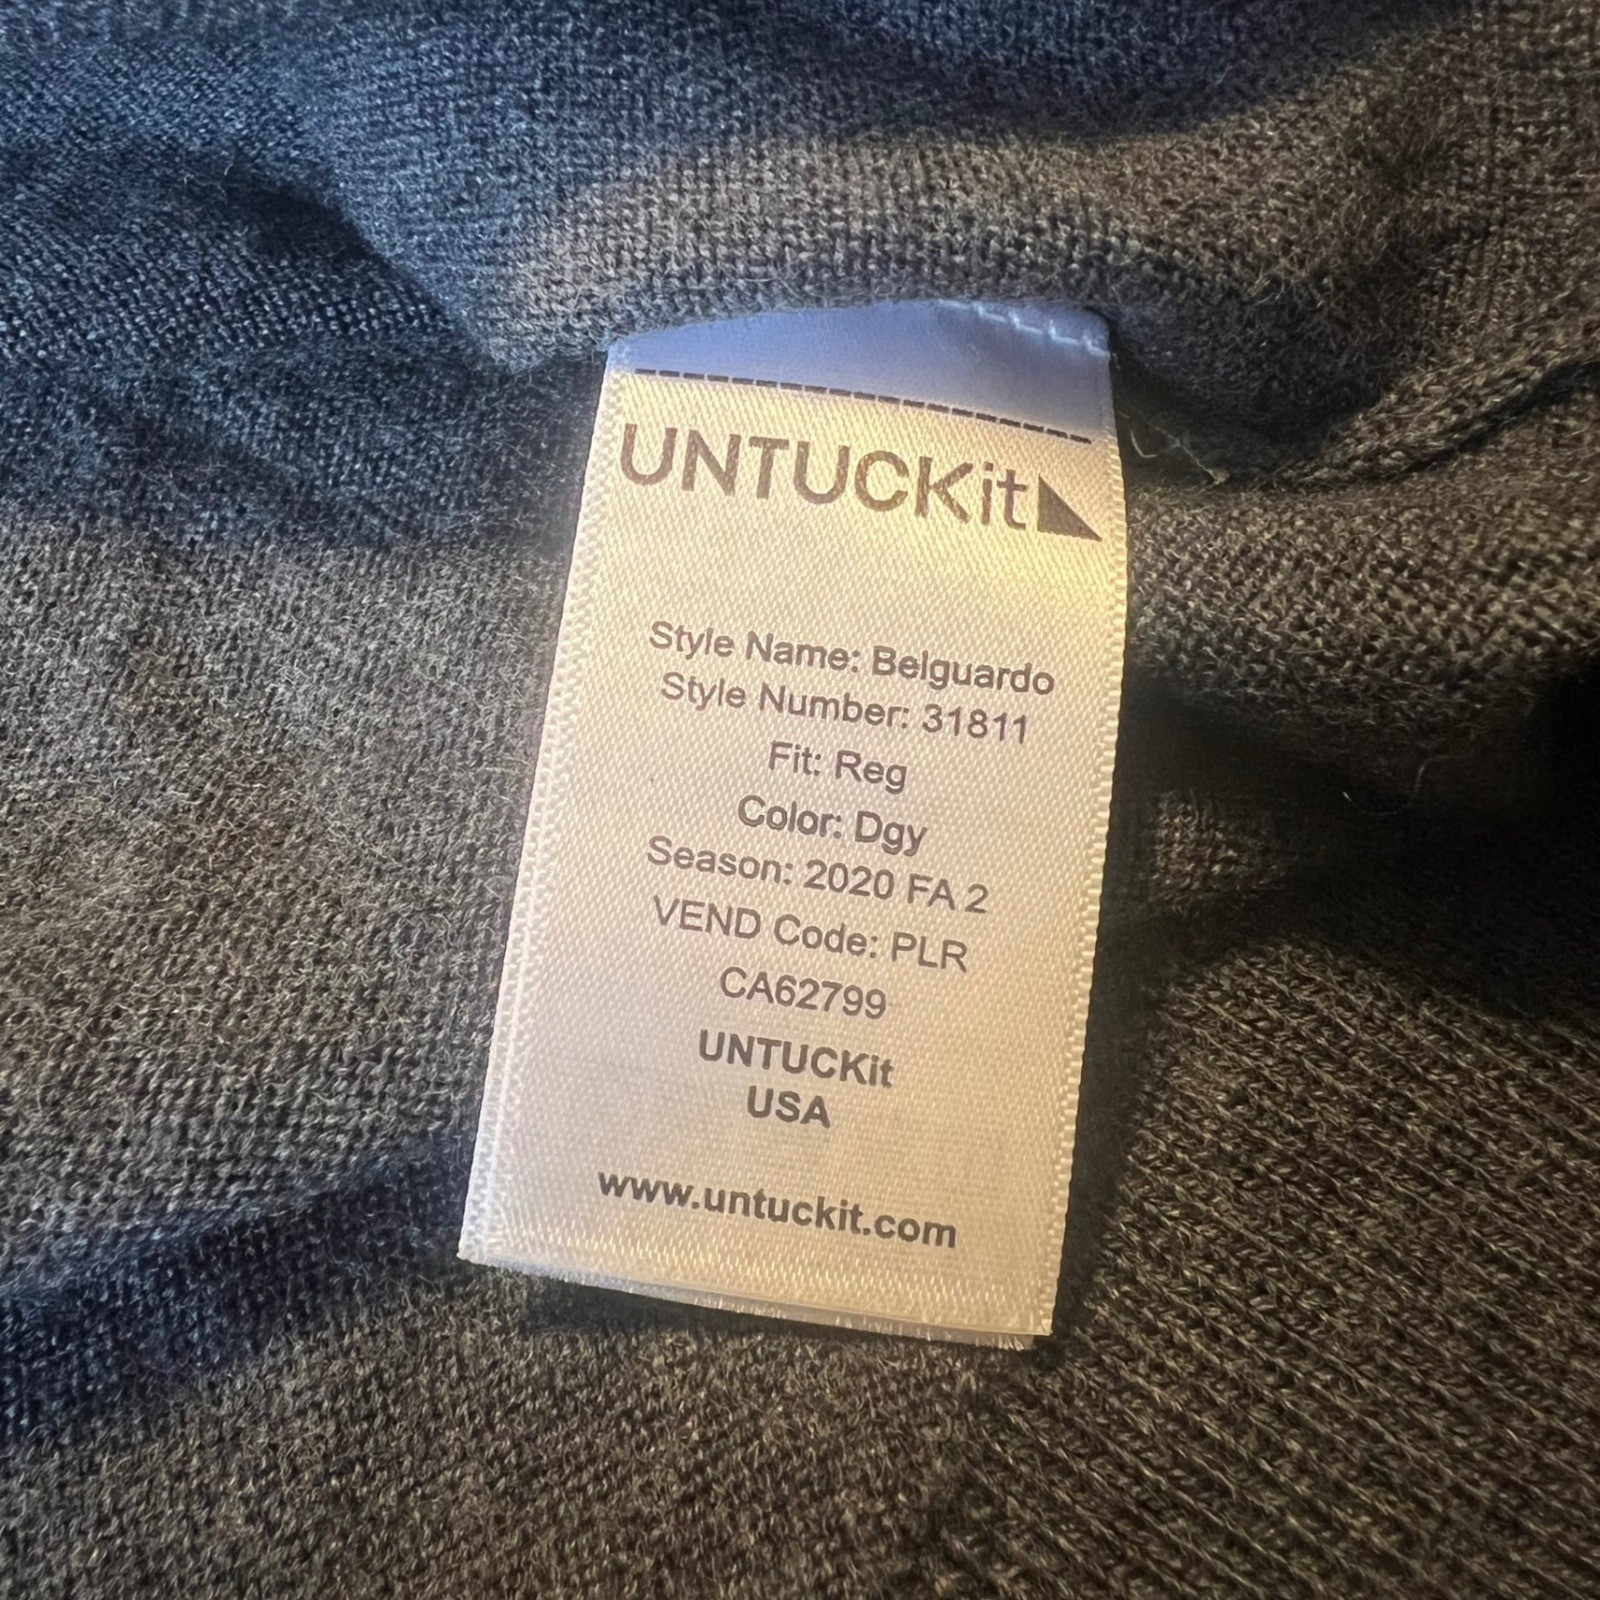 UNTUCKit
Style Name: Belguardo
Style Number: 31811
Fit: Reg
Color: Dgy
Season: 2020 FA 2
VEND Code: PLR
CA62799
UNTUCKit
USA
www.untuckit.com